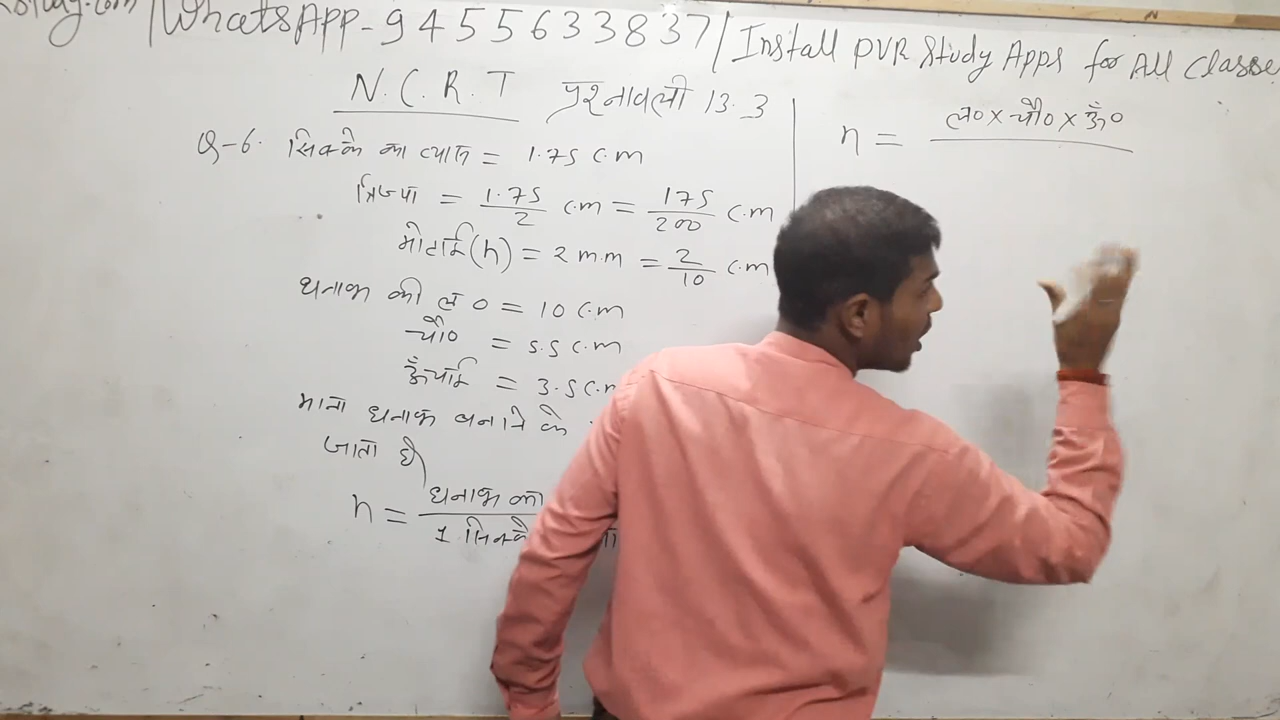 WhatsApp-9455633837/Install PVR Study Apps for All Classe
N.C.R.T प्रश्नावली 13.3
Q-6. सिक्के का व्यास = 1.75 c.m
त्रिज्या = 1.75/2 c.m = 175/200 c.m
मोटाई(h) = 2 m.m = 2/10 c.m
घनाभ की ल० = 10 c.m
चौ० = 5.5 c.m
ऊँचाई = 3.5 c.m
माना घनाभ बनाने के
जाता है
n = घनाभ का / 1 सिक्के
n = ल० × चौ० × ऊँ०